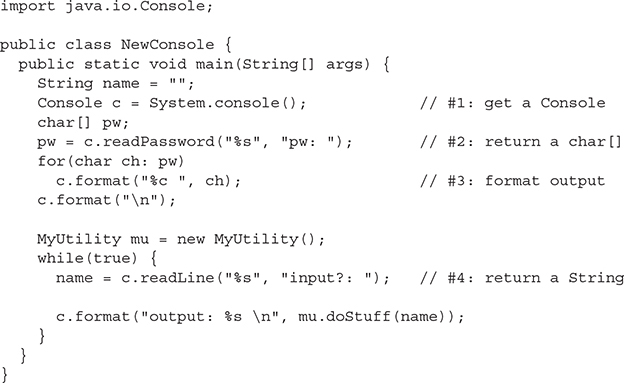 import java.io.Console;

public class NewConsole {
  public static void main(String[] args) {
    String name = "";
    Console c = System.console();            // #1: get a Console
    char[] pw;
    pw = c.readPassword("%s", "pw: ");       // #2: return a char[]
    for(char ch: pw)
      c.format("%c ", ch);                   // #3: format output
    c.format("\n");

    MyUtility mu = new MyUtility();
    while(true) {
      name = c.readLine("%s", "input?: ");   // #4: return a String

      c.format("output: %s \n", mu.doStuff(name));
    }
  }
}